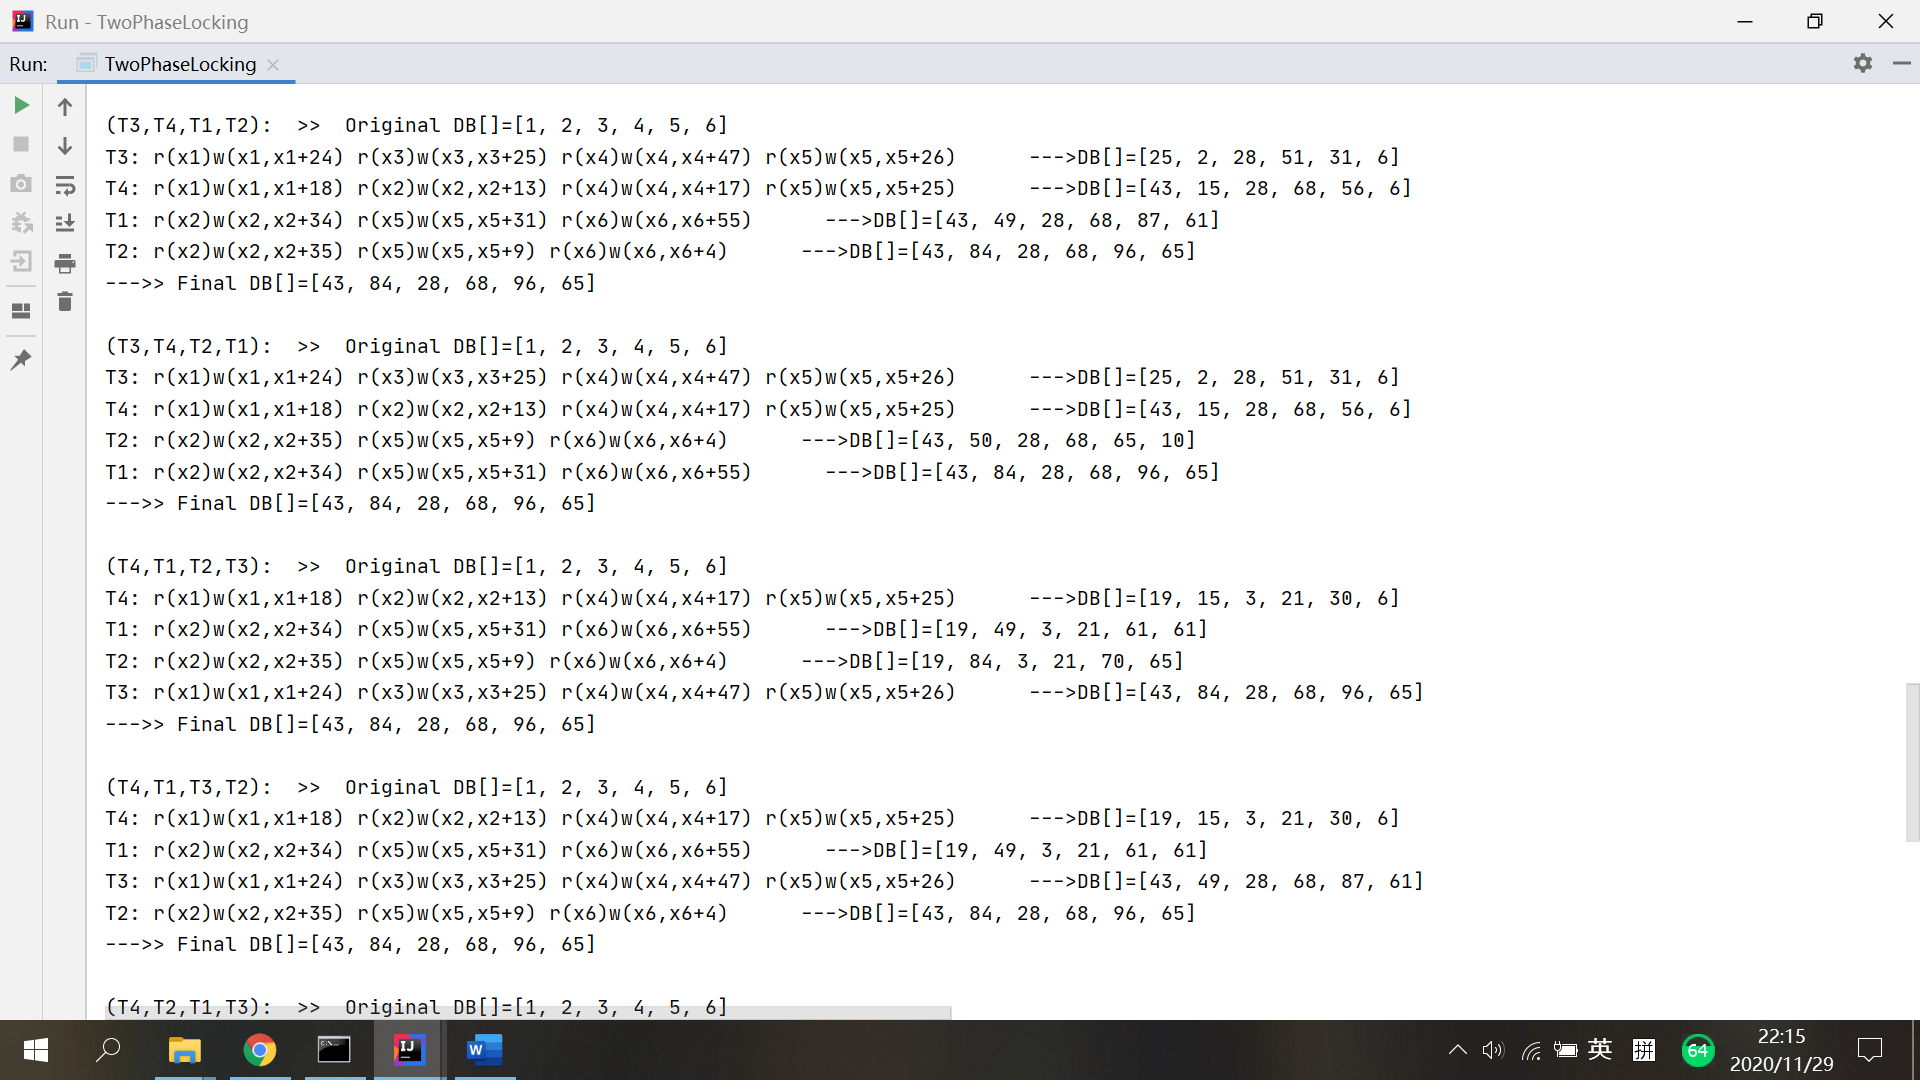 Run - TwoPhaseLocking
Run: TwoPhaseLocking
(T3,T4,T1,T2):  >>  Original DB[]=[1, 2, 3, 4, 5, 6]
T3: r(x1)w(x1,x1+24) r(x3)w(x3,x3+25) r(x4)w(x4,x4+47) r(x5)w(x5,x5+26)      --->DB[]=[25, 2, 28, 51, 31, 6]
T4: r(x1)w(x1,x1+18) r(x2)w(x2,x2+13) r(x4)w(x4,x4+17) r(x5)w(x5,x5+25)      --->DB[]=[43, 15, 28, 68, 56, 6]
T1: r(x2)w(x2,x2+34) r(x5)w(x5,x5+31) r(x6)w(x6,x6+55)      --->DB[]=[43, 49, 28, 68, 87, 61]
T2: r(x2)w(x2,x2+35) r(x5)w(x5,x5+9) r(x6)w(x6,x6+4)      --->DB[]=[43, 84, 28, 68, 96, 65]
--->> Final DB[]=[43, 84, 28, 68, 96, 65]
(T3,T4,T2,T1):  >>  Original DB[]=[1, 2, 3, 4, 5, 6]
T3: r(x1)w(x1,x1+24) r(x3)w(x3,x3+25) r(x4)w(x4,x4+47) r(x5)w(x5,x5+26)      --->DB[]=[25, 2, 28, 51, 31, 6]
T4: r(x1)w(x1,x1+18) r(x2)w(x2,x2+13) r(x4)w(x4,x4+17) r(x5)w(x5,x5+25)      --->DB[]=[43, 15, 28, 68, 56, 6]
T2: r(x2)w(x2,x2+35) r(x5)w(x5,x5+9) r(x6)w(x6,x6+4)      --->DB[]=[43, 50, 28, 68, 65, 10]
T1: r(x2)w(x2,x2+34) r(x5)w(x5,x5+31) r(x6)w(x6,x6+55)      --->DB[]=[43, 84, 28, 68, 96, 65]
--->> Final DB[]=[43, 84, 28, 68, 96, 65]
(T4,T1,T2,T3):  >>  Original DB[]=[1, 2, 3, 4, 5, 6]
T4: r(x1)w(x1,x1+18) r(x2)w(x2,x2+13) r(x4)w(x4,x4+17) r(x5)w(x5,x5+25)      --->DB[]=[19, 15, 3, 21, 30, 6]
T1: r(x2)w(x2,x2+34) r(x5)w(x5,x5+31) r(x6)w(x6,x6+55)      --->DB[]=[19, 49, 3, 21, 61, 61]
T2: r(x2)w(x2,x2+35) r(x5)w(x5,x5+9) r(x6)w(x6,x6+4)      --->DB[]=[19, 84, 3, 21, 70, 65]
T3: r(x1)w(x1,x1+24) r(x3)w(x3,x3+25) r(x4)w(x4,x4+47) r(x5)w(x5,x5+26)      --->DB[]=[43, 84, 28, 68, 96, 65]
--->> Final DB[]=[43, 84, 28, 68, 96, 65]
(T4,T1,T3,T2):  >>  Original DB[]=[1, 2, 3, 4, 5, 6]
T4: r(x1)w(x1,x1+18) r(x2)w(x2,x2+13) r(x4)w(x4,x4+17) r(x5)w(x5,x5+25)      --->DB[]=[19, 15, 3, 21, 30, 6]
T1: r(x2)w(x2,x2+34) r(x5)w(x5,x5+31) r(x6)w(x6,x6+55)      --->DB[]=[19, 49, 3, 21, 61, 61]
T3: r(x1)w(x1,x1+24) r(x3)w(x3,x3+25) r(x4)w(x4,x4+47) r(x5)w(x5,x5+26)      --->DB[]=[43, 49, 28, 68, 87, 61]
T2: r(x2)w(x2,x2+35) r(x5)w(x5,x5+9) r(x6)w(x6,x6+4)      --->DB[]=[43, 84, 28, 68, 96, 65]
--->> Final DB[]=[43, 84, 28, 68, 96, 65]
(T4,T2,T1,T3):  >>  Original DB[]=[1, 2, 3, 4, 5, 6]
英 拼 64 22:15
2020/11/29